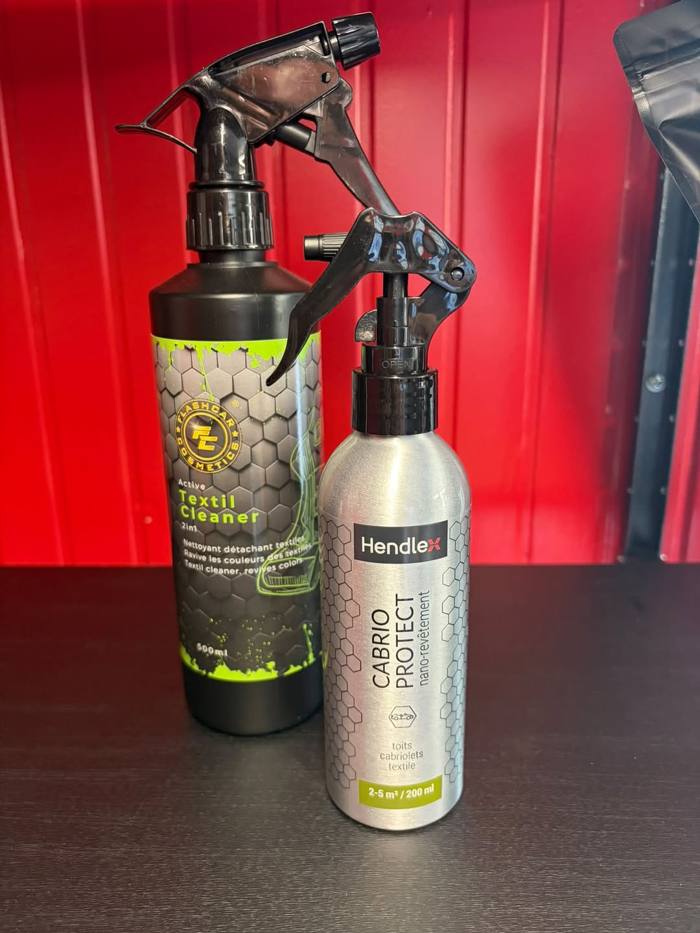 FLASHCAR
FC
COSMETICS
Active
Textil
Cleaner
2in1
Nettoyant détachant textiles
Ravive les couleurs des textiles
Textil cleaner, revives colors
500ml
OPEN
Hendlex
CABRIO
PROTECT
nano-revêtement
toits
cabriolets
textile
2-5 m² / 200 ml